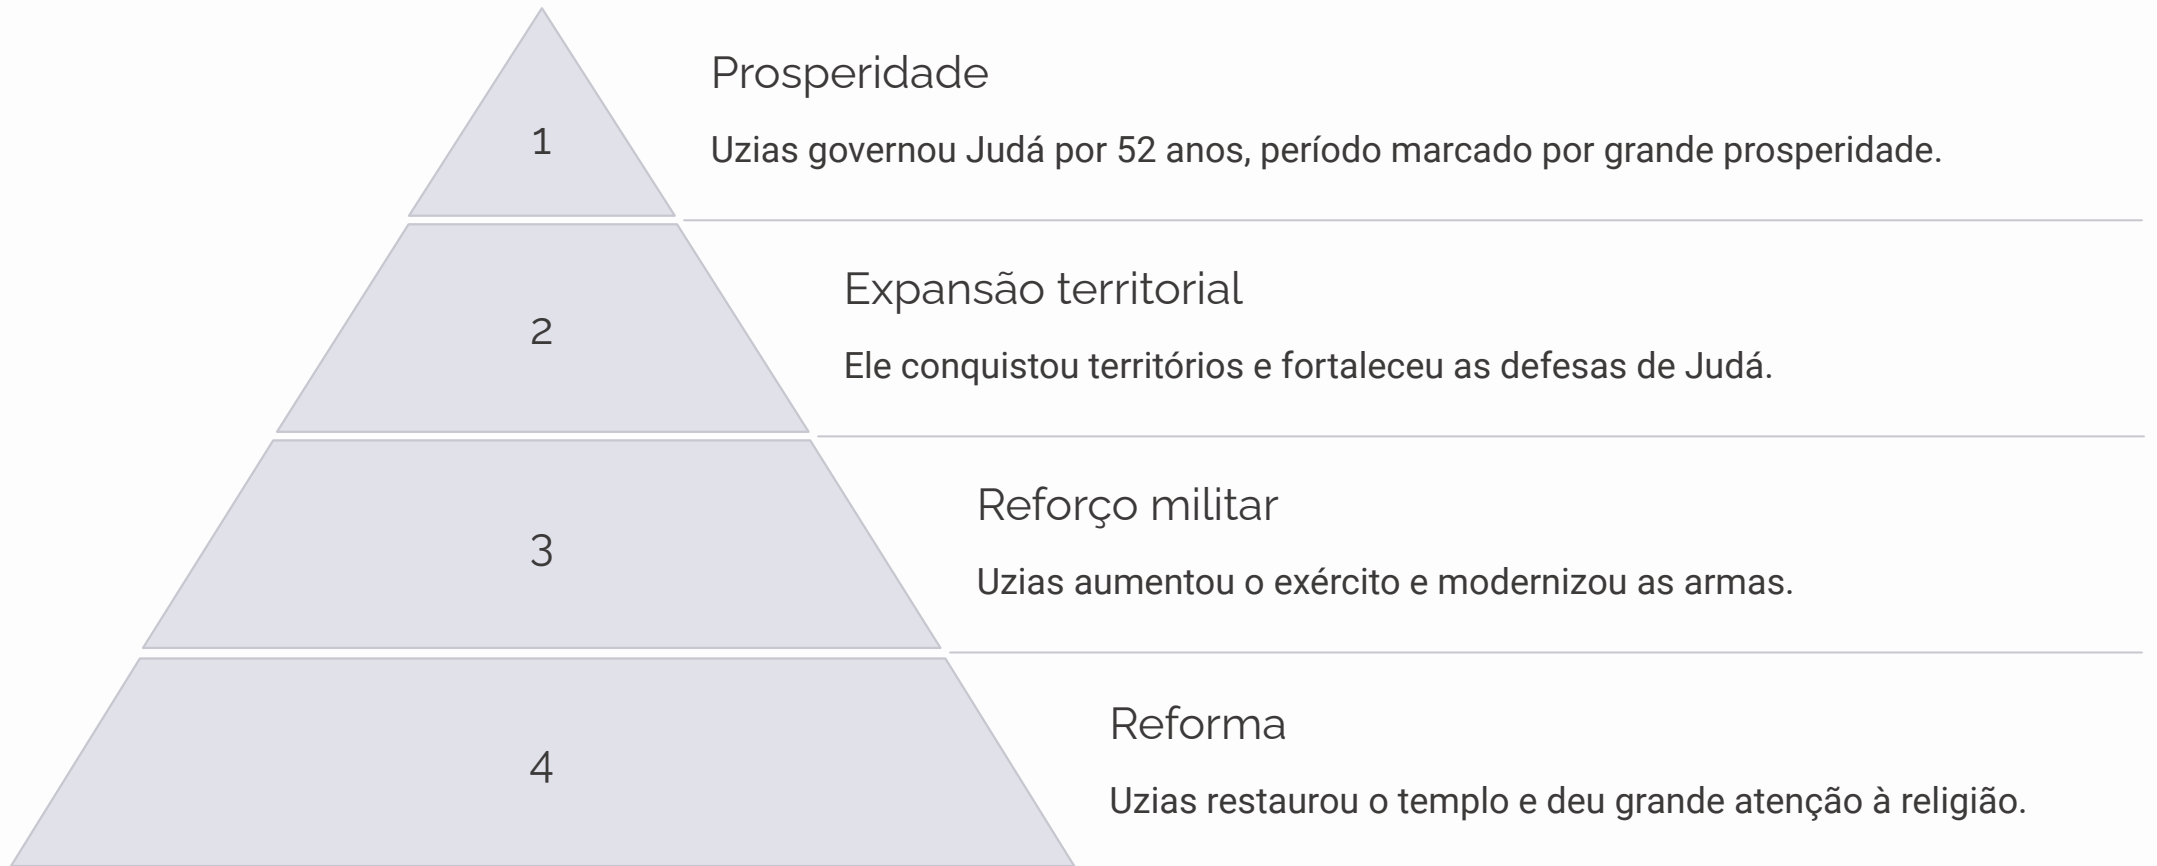 1
Prosperidade
Uzias governou Judá por 52 anos, período marcado por grande prosperidade.
2
Expansão territorial
Ele conquistou territórios e fortaleceu as defesas de Judá.
3
Reforço militar
Uzias aumentou o exército e modernizou as armas.
4
Reforma
Uzias restaurou o templo e deu grande atenção à religião.